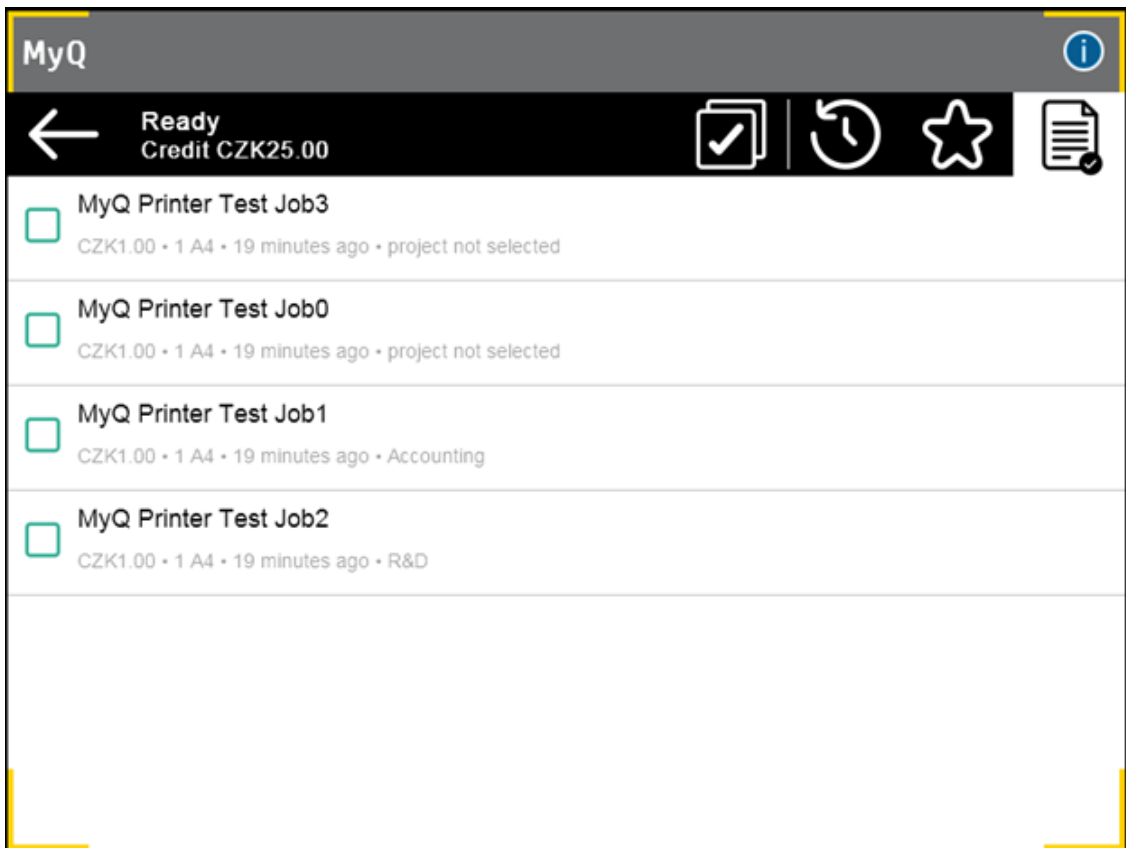 MyQ
i
Ready
Credit CZK25.00
MyQ Printer Test Job3
CZK1.00 • 1 A4 • 19 minutes ago • project not selected
MyQ Printer Test Job0
CZK1.00 • 1 A4 • 19 minutes ago • project not selected
MyQ Printer Test Job1
CZK1.00 • 1 A4 • 19 minutes ago • Accounting
MyQ Printer Test Job2
CZK1.00 • 1 A4 • 19 minutes ago • R&D